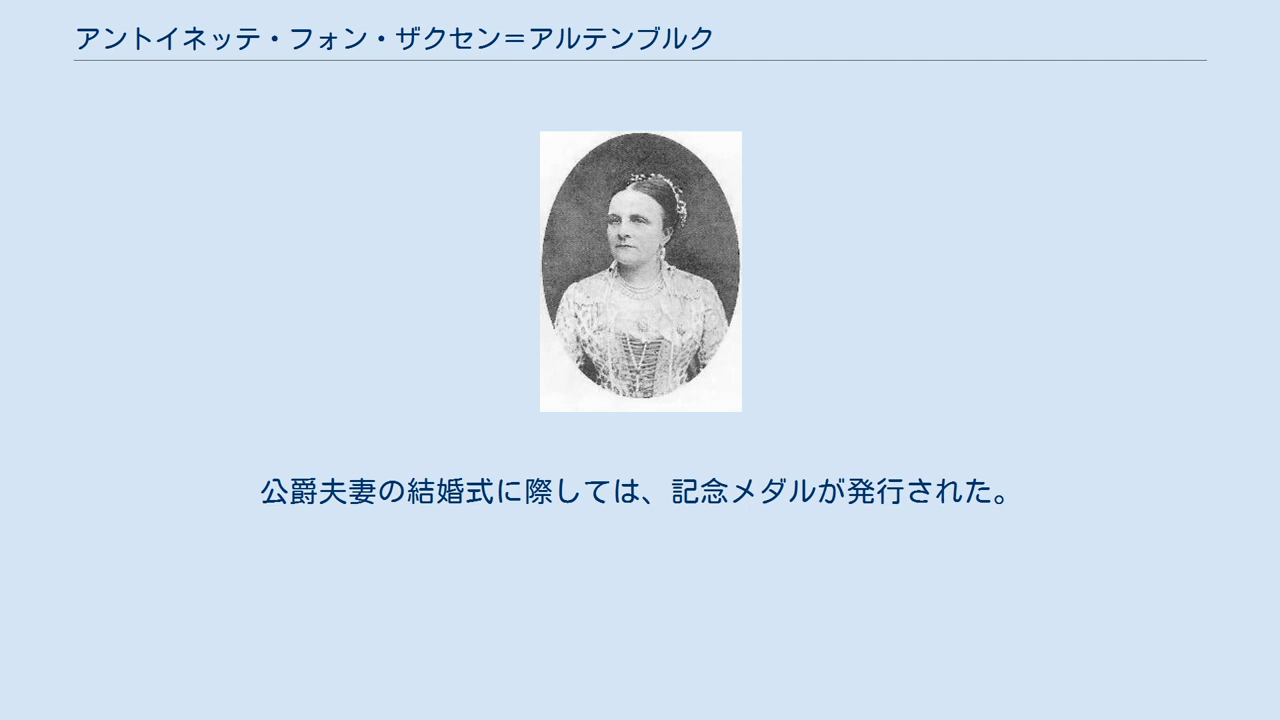 アントイネッテ・フォン・ザクセン＝アルテンブルク
公爵夫妻の結婚式に際しては、記念メダルが発行された。